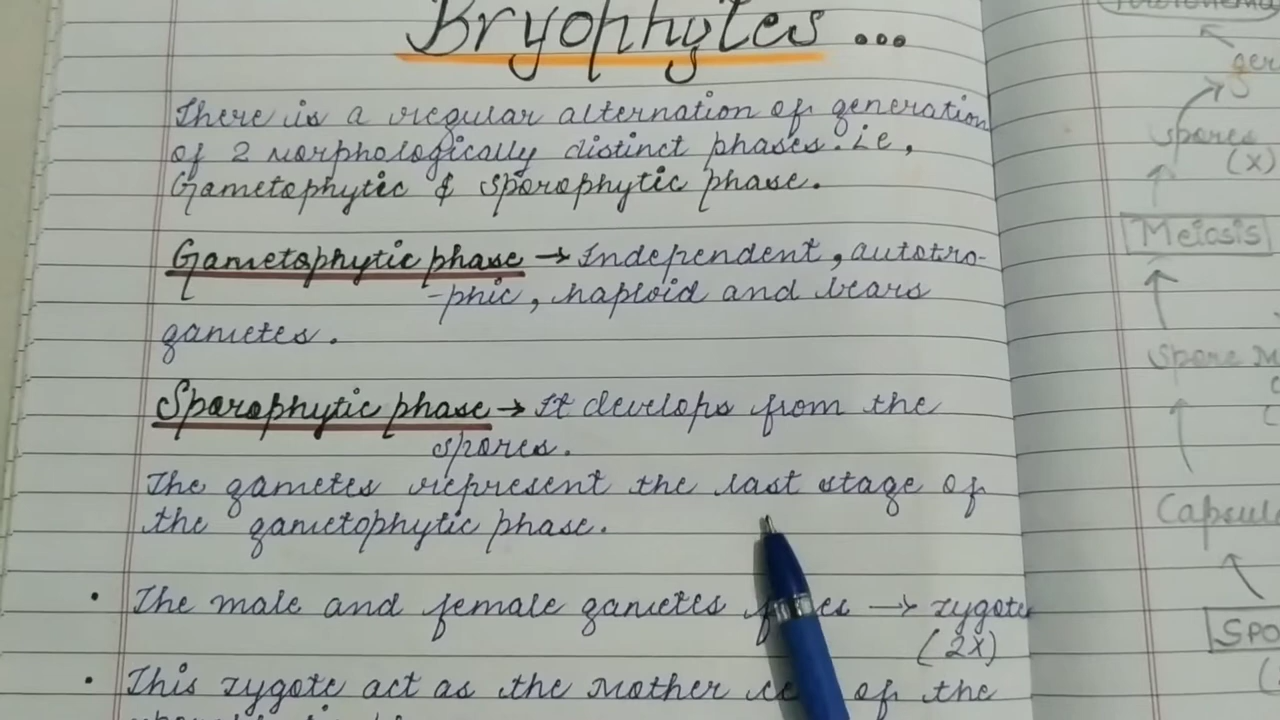 Bryophytes ...
There is a regular alternation of generation
of 2 morphologically distinct phases. i.e,
Gametophytic & Sporophytic phase.
Gametophytic phase → Independent, autotro-
-phic, haploid and bears
gametes.
Sporophytic phase → It develops from the
spores.
The gametes represent the last stage of
the gametophytic phase.
• The male and female gametes → zygote
(2x)
• This zygote act as the Mother of the
spores
(x)
Meiosis
Spore M
Capsul
SPO